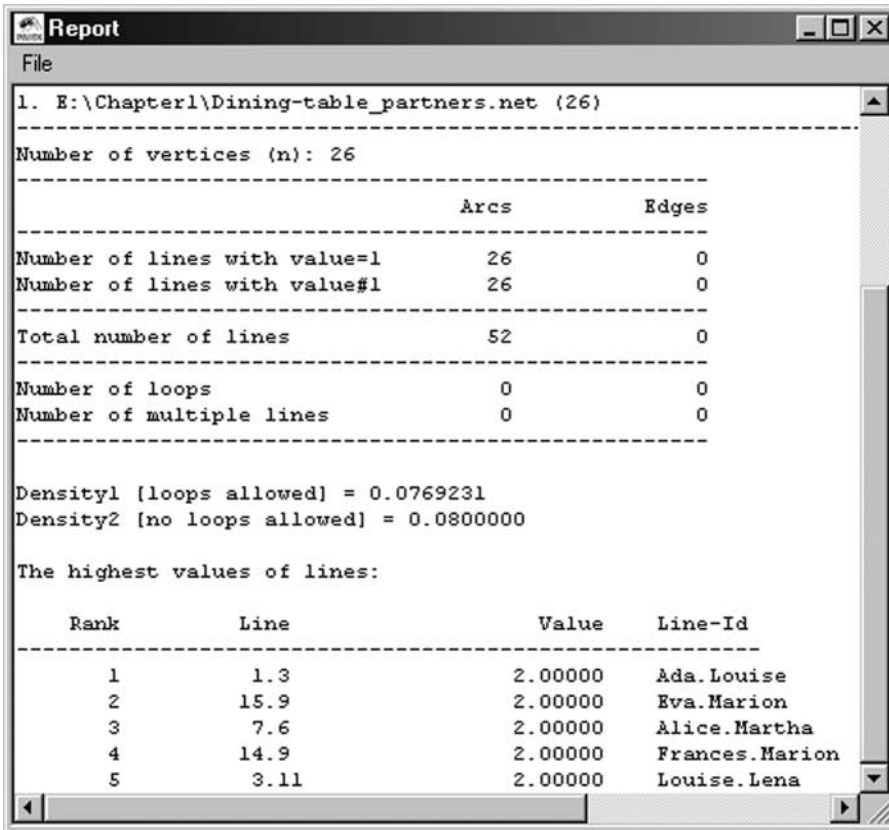 Report
File
1. E:\Chapter1\Dining-table_partners.net (26)
Number of vertices (n): 26
Arcs Edges
Number of lines with value=1 26 0
Number of lines with value#1 26 0
Total number of lines 52 0
Number of loops 0 0
Number of multiple lines 0 0
Density1 [loops allowed] = 0.0769231
Density2 [no loops allowed] = 0.0800000
The highest values of lines:
Rank Line Value Line-Id
1 1.3 2.00000 Ada.Louise
2 15.9 2.00000 Eva.Marion
3 7.6 2.00000 Alice.Martha
4 14.9 2.00000 Frances.Marion
5 3.11 2.00000 Louise.Lena